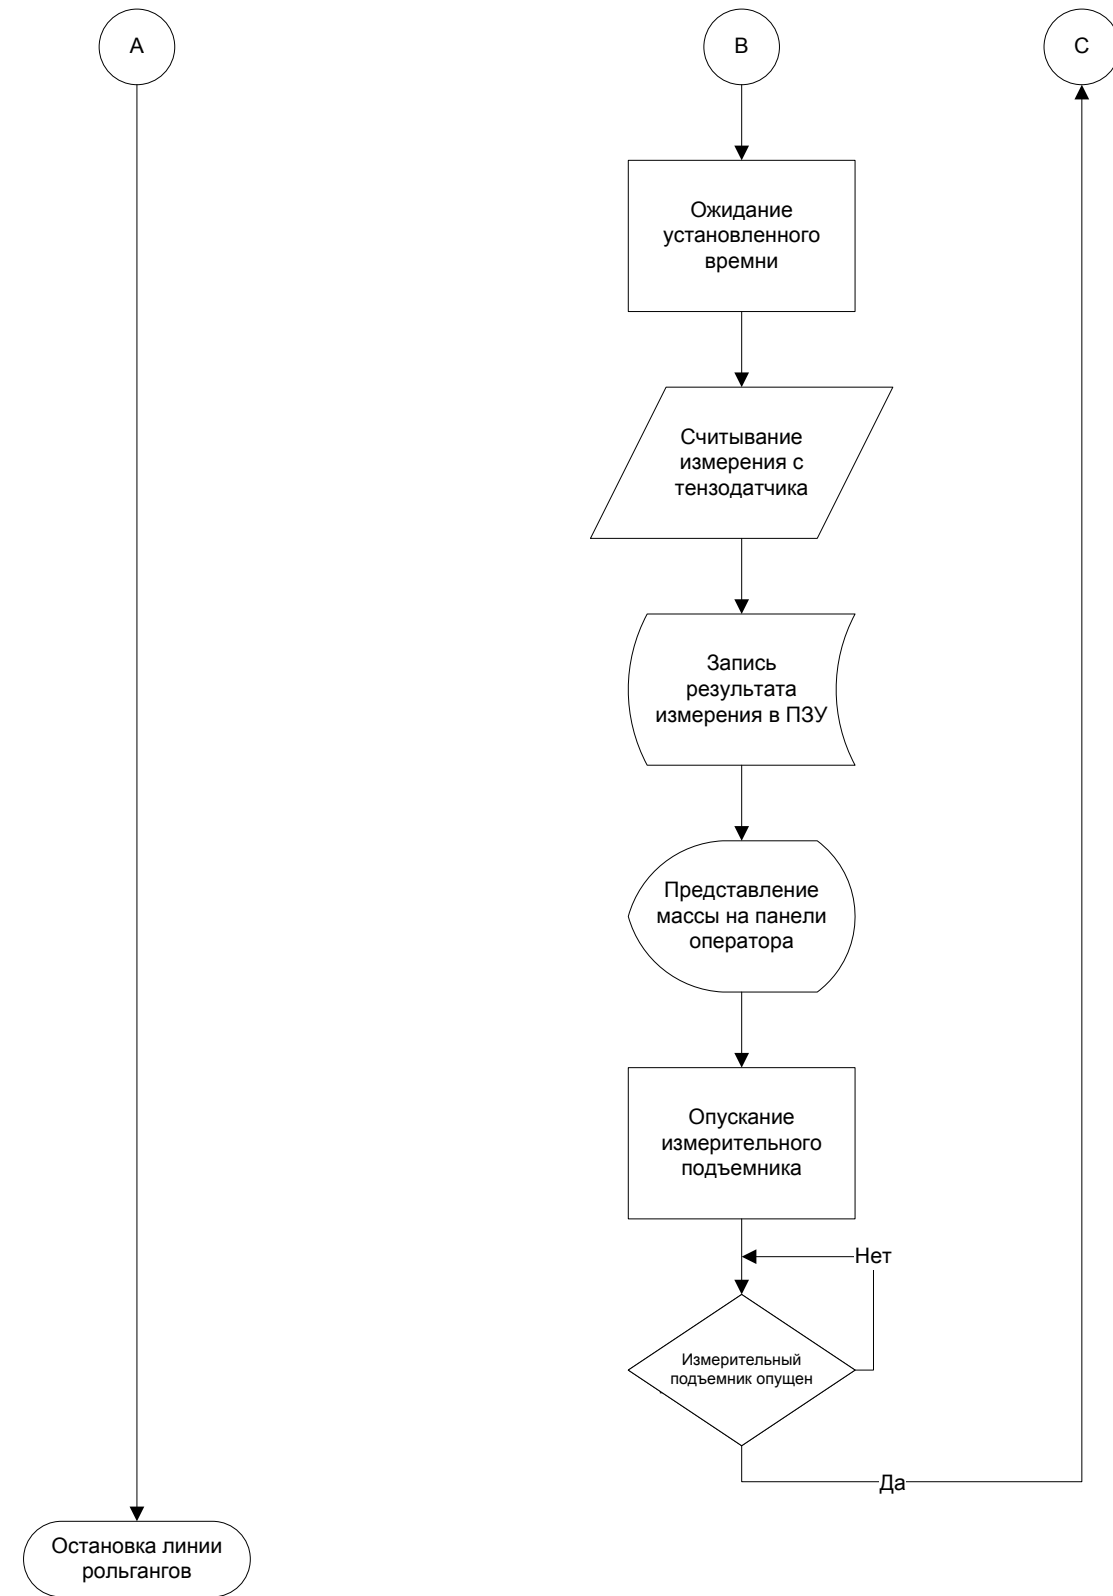 A
B
C
Ожидание
установленного
времни
Считывание
измерения с
тензодатчика
Запись
результата
измерения в ПЗУ
Представление
массы на панели
оператора
Опускание
измерительного
подъемника
Нет
Измерительный
подъемник опущен
Да
Остановка линии
рольгангов